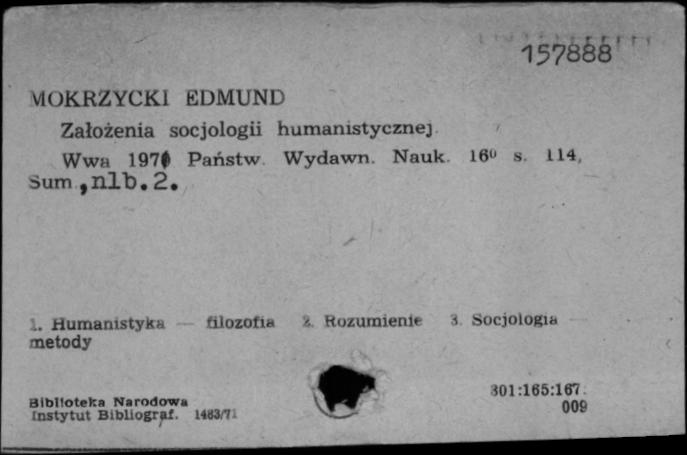 157888
MOKRZYCKI EDMUND
Założenia socjologii humanistycznej.
Wwa Państw. Wydawn. Nauk. 16⁰ s. 114,
Sum., nlb. 2.
1. Humanistyka — filozofia 2. Rozumienie 3. Socjologia —
metody
Biblioteka Narodowa 301:165:167.
Instytut Bibliograf. 1483/71 009